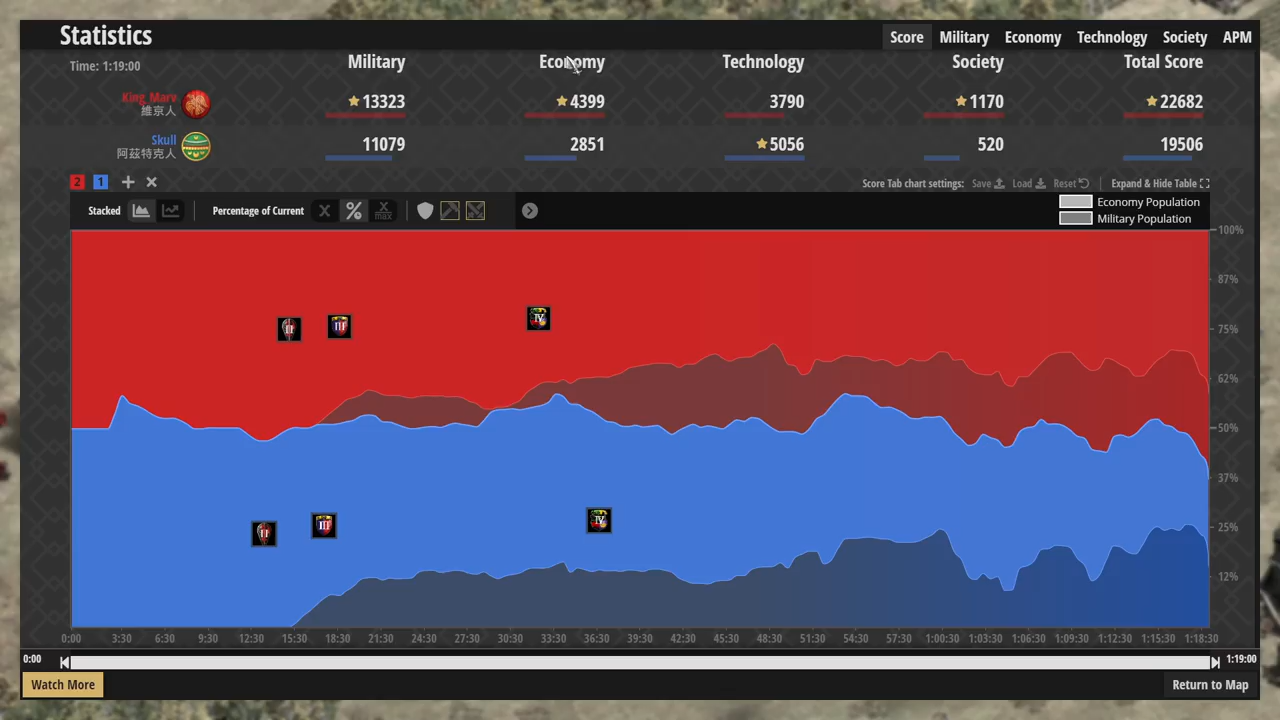 Statistics
Score Military Economy Technology Society APM
Time: 1:19:00
Military Economy Technology Society Total Score
King_Marv
維京人
13323 4399 3790 1170 22682
Skull
阿茲特克人
11079 2851 5056 520 19506
2 1
Score Tab chart settings: Save Load Reset Expand & Hide Table
Stacked Percentage of Current X % X max
Economy Population
Military Population
100%
87%
75%
62%
50%
37%
25%
12%
II III IV
II III IV
0:00 3:30 6:30 9:30 12:30 15:30 18:30 21:30 24:30 27:30 30:30 33:30 36:30 39:30 42:30 45:30 48:30 51:30 54:30 57:30 1:00:30 1:03:30 1:06:30 1:09:30 1:12:30 1:15:30 1:18:30
0:00 1:19:00
Watch More Return to Map